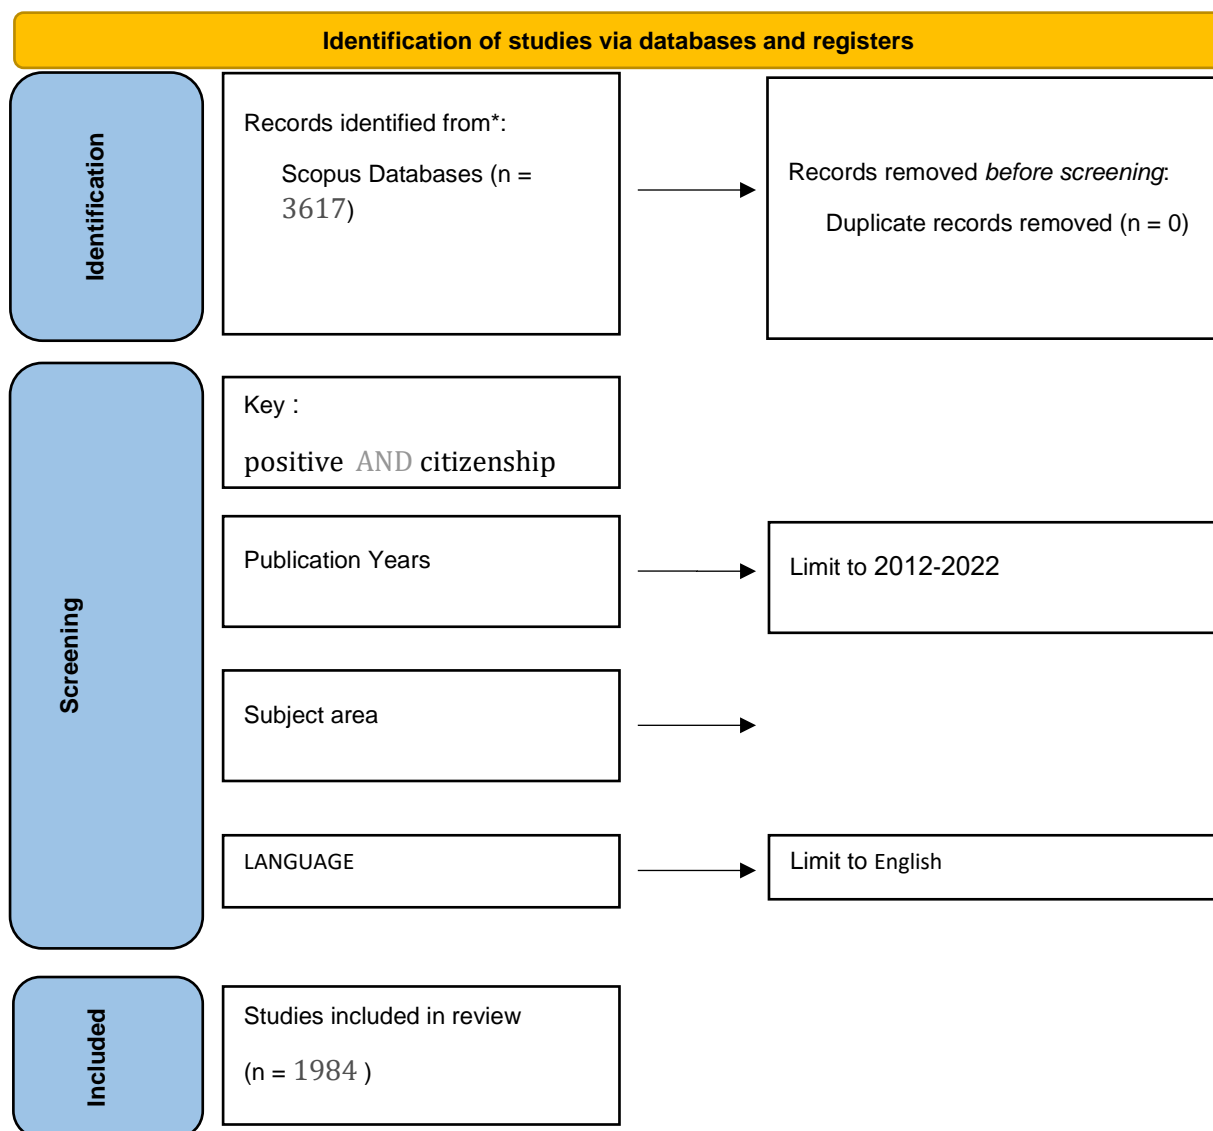 Identification of studies via databases and registers
Identification
Records identified from*:
Scopus Databases (n =
3617)
Records removed before screening:
Duplicate records removed (n = 0)
Screening
Key :
positive AND citizenship
Publication Years
Limit to 2012-2022
Subject area
LANGUAGE
Limit to English
Included
Studies included in review
(n = 1984 )